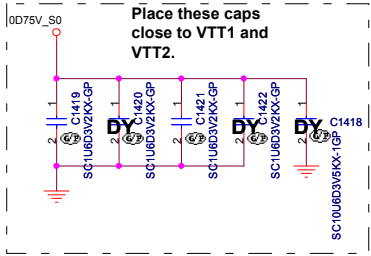 0D75V_S0
Place these caps
close to VTT1 and
VTT2.
1
2
C1419
SC1U6D3V2KX-GP
G/P
1
2
DY
C1420
SC1U6D3V2KX-GP
G/P
1
2
C1421
SC1U6D3V2KX-GP
G/P
1
2
DY
C1422
SC1U6D3V2KX-GP
G/P
1
2
DY
C1418
SC10U6D3V5KX-1GP
G/P